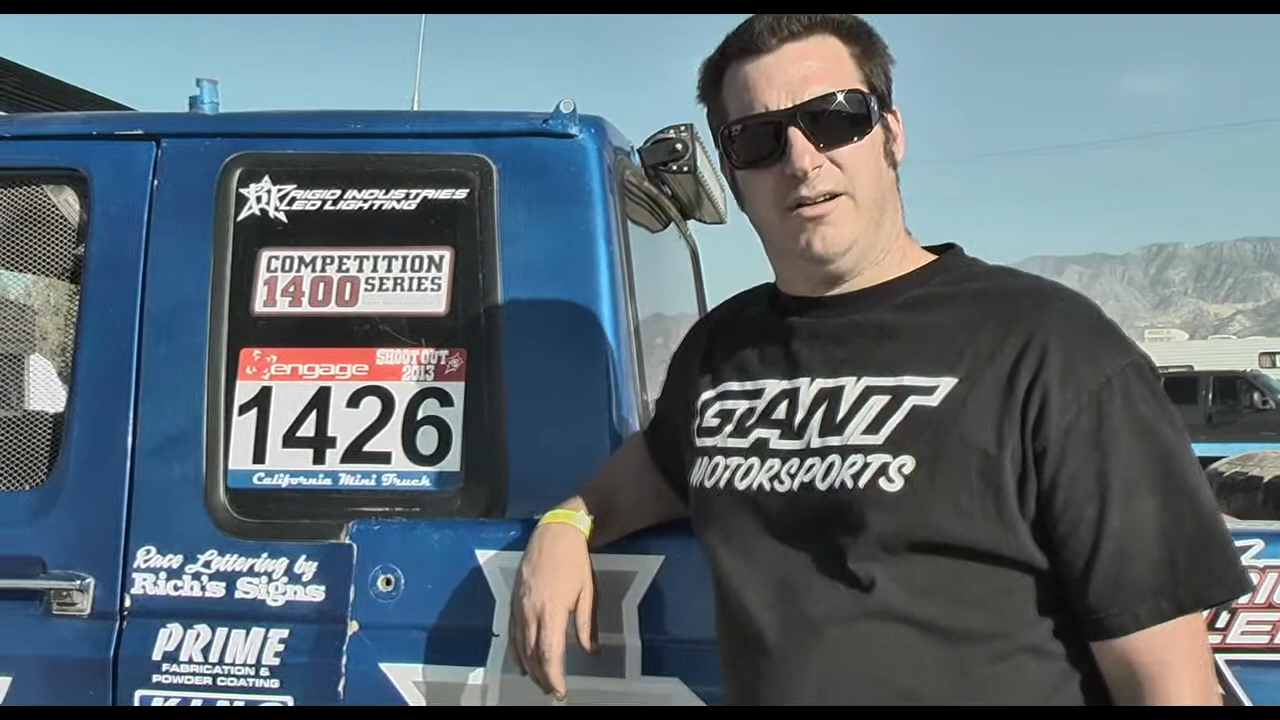 RIGID INDUSTRIES
LED LIGHTING
COMPETITION
1400 SERIES
engage
SHOOT OUT
2013
1426
California Mini Truck
Race Lettering by
Rich's Signs
PRIME
FABRICATION &
POWDER COATING
KING
GIANT
MOTORSPORTS